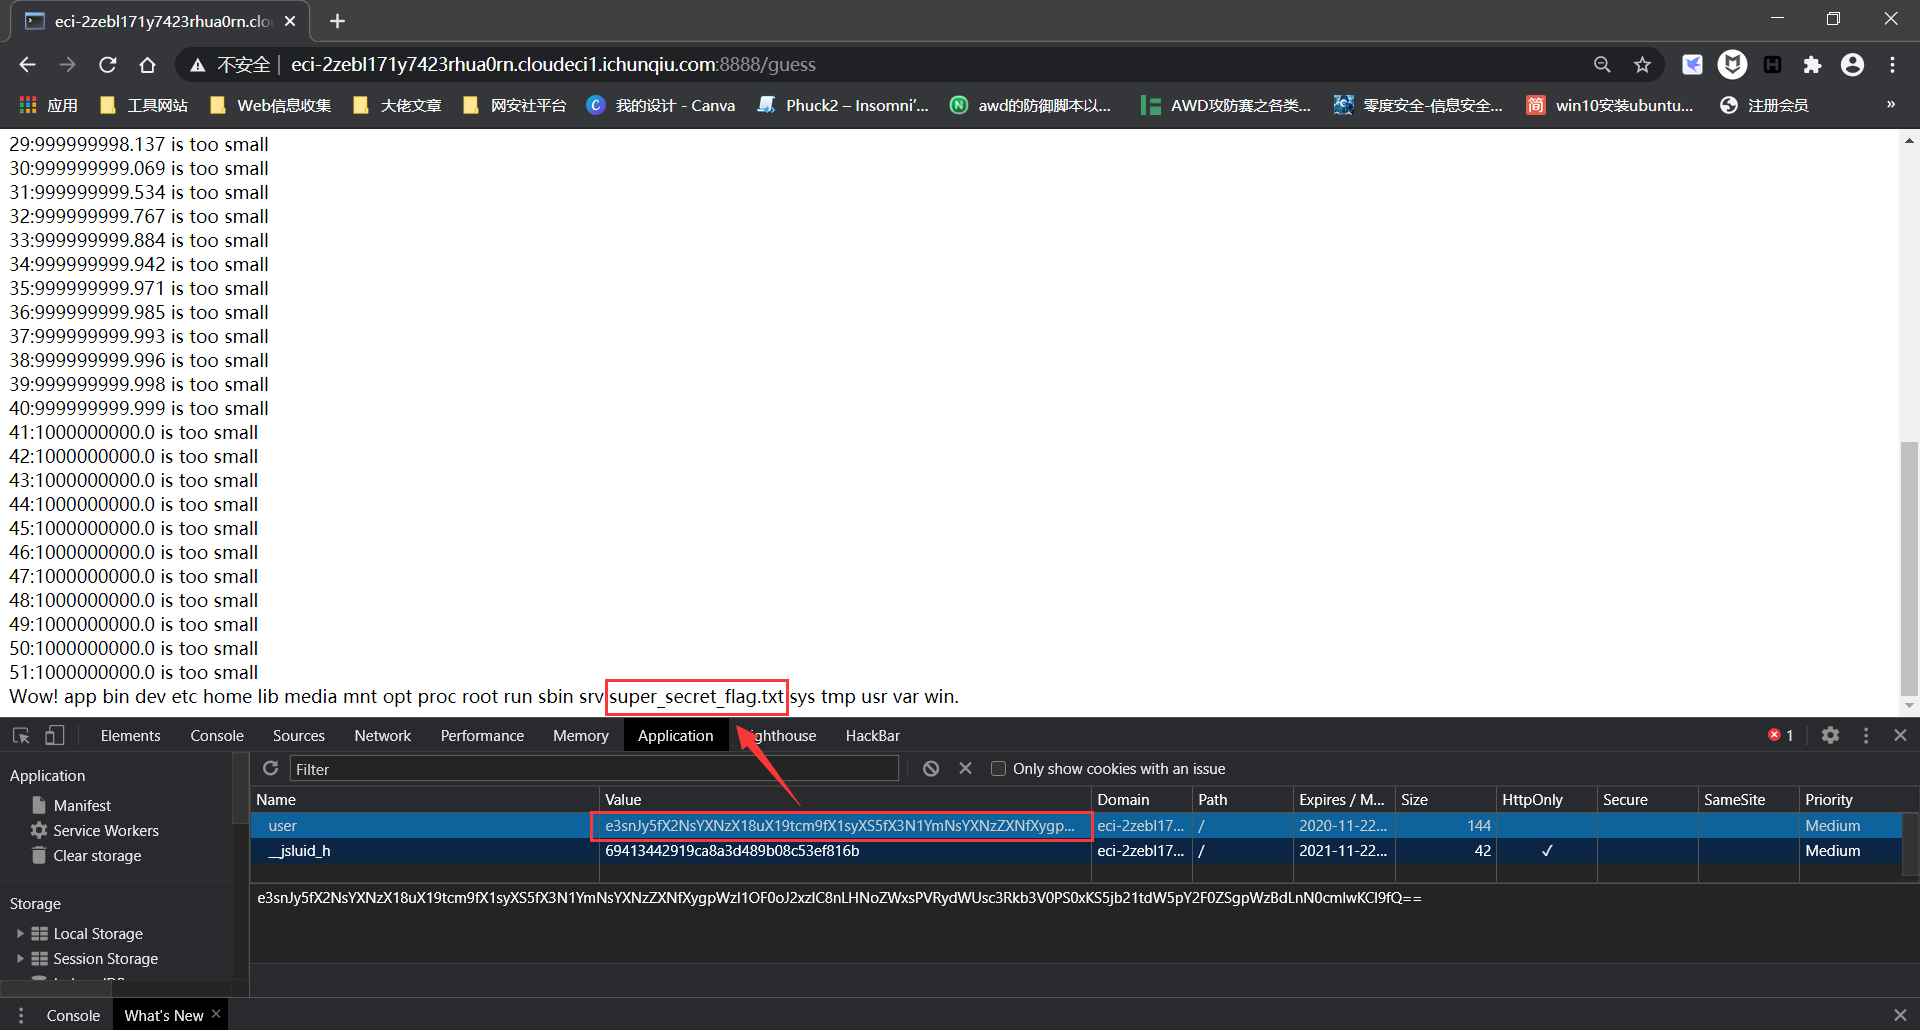 eci-2zebl171y7423rhua0rn.clou
不安全 eci-2zebl171y7423rhua0rn.cloudeci1.ichunqiu.com:8888/guess
应用 工具网站 Web信息收集 大佬文章 网安社平台 我的设计 - Canva Phuck2 – Insomni'... awd的防御脚本以... AWD攻防赛之各类... 零度安全-信息安全... 简 win10安装ubuntu... 注册会员 »
29:999999998.137 is too small
30:999999999.069 is too small
31:999999999.534 is too small
32:999999999.767 is too small
33:999999999.884 is too small
34:999999999.942 is too small
35:999999999.971 is too small
36:999999999.985 is too small
37:999999999.993 is too small
38:999999999.996 is too small
39:999999999.998 is too small
40:999999999.999 is too small
41:1000000000.0 is too small
42:1000000000.0 is too small
43:1000000000.0 is too small
44:1000000000.0 is too small
45:1000000000.0 is too small
46:1000000000.0 is too small
47:1000000000.0 is too small
48:1000000000.0 is too small
49:1000000000.0 is too small
50:1000000000.0 is too small
51:1000000000.0 is too small
Wow! app bin dev etc home lib media mnt opt proc root run sbin srv super_secret_flag.txt sys tmp usr var win.
Elements Console Sources Network Performance Memory Application ghthouse HackBar 1
Application
Manifest
Service Workers
Clear storage
Storage
Local Storage
Session Storage
Filter Only show cookies with an issue
Name Value Domain Path Expires / M... Size HttpOnly Secure SameSite Priority
user e3snJy5fX2NsYXNzX18uX19tcm9fX1syXS5fX3N1YmNsYXNzZXNfXygp... eci-2zebl17... / 2020-11-22... 144 Medium
__jsluid_h 69413442919ca8a3d489b08c53ef816b eci-2zebl17... / 2021-11-22... 42 ✓ Medium
e3snJy5fX2NsYXNzX18uX19tcm9fX1syXS5fX3N1YmNsYXNzZXNfXygpWzI1OF0oJ2xzIC8nLHNoZWxsPVRydWUsc3Rkb3V0PS0xKS5jb21tdW5pY2F0ZSgpWzBdLnN0cmlwKCl9fQ==
Console What's New